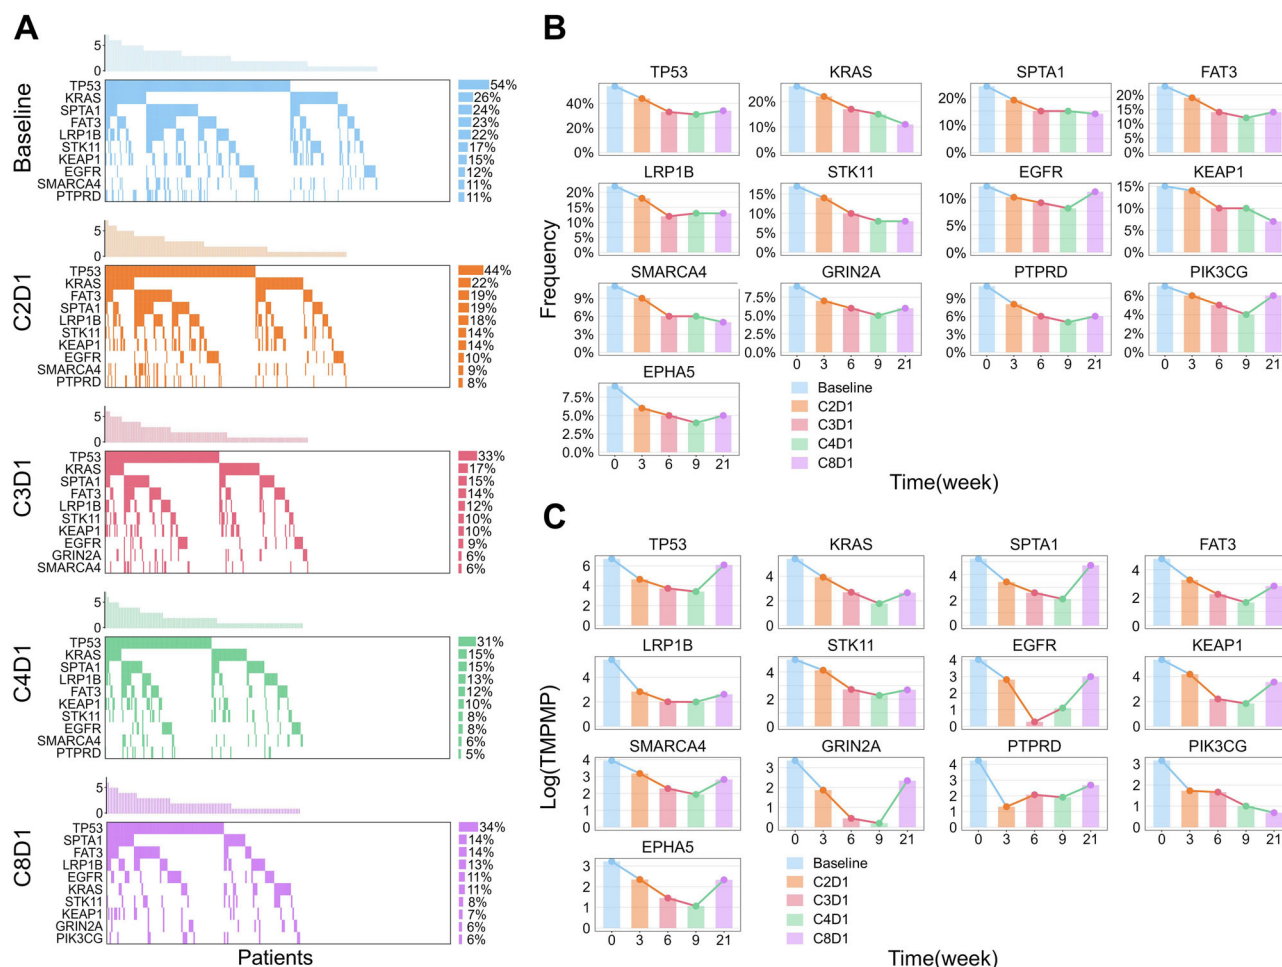 A
Baseline
5
0
TP53 54%
KRAS 26%
SPTA1 24%
FAT3 23%
LRP1B 22%
STK11 17%
KEAP1 15%
EGFR 12%
SMARCA4 11%
PTPRD 11%
C2D1
5
0
TP53 44%
KRAS 22%
FAT3 19%
SPTA1 19%
LRP1B 18%
STK11 14%
KEAP1 14%
EGFR 10%
SMARCA4 9%
PTPRD 8%
C3D1
5
0
TP53 33%
KRAS 17%
SPTA1 15%
FAT3 14%
LRP1B 12%
STK11 10%
KEAP1 10%
EGFR 9%
GRIN2A 6%
SMARCA4 6%
C4D1
5
0
TP53 31%
KRAS 15%
SPTA1 15%
LRP1B 13%
FAT3 12%
KEAP1 10%
STK11 8%
EGFR 8%
SMARCA4 6%
PTPRD 5%
C8D1
5
0
TP53 34%
SPTA1 14%
FAT3 14%
LRP1B 13%
EGFR 11%
KRAS 11%
STK11 8%
KEAP1 7%
GRIN2A 6%
PIK3CG 6%
Patients
B
Frequency
TP53 KRAS SPTA1 FAT3
40% 20% 0%
20% 10% 0%
20% 10% 0%
20% 15% 10% 5% 0%
LRP1B STK11 EGFR KEAP1
20% 15% 10% 5% 0%
15% 10% 5% 0%
10% 5% 0%
15% 10% 5% 0%
SMARCA4 GRIN2A PTPRD PIK3CG
9% 6% 3% 0%
7.5% 5.0% 2.5% 0.0%
9% 6% 3% 0%
6% 4% 2% 0%
0 3 6 9 21
0 3 6 9 21
0 3 6 9 21
EPHA5
7.5% 5.0% 2.5% 0.0%
0 3 6 9 21
Baseline
C2D1
C3D1
C4D1
C8D1
Time(week)
C
Log(TMPMP)
TP53 KRAS SPTA1 FAT3
6 4 2 0
4 2 0
4 2 0
4 2 0
LRP1B STK11 EGFR KEAP1
4 2 0
4 2 0
4 3 2 1 0
4 3 2 1 0
SMARCA4 GRIN2A PTPRD PIK3CG
4 3 2 1 0
3 2 1 0
4 3 2 1 0
3 2 1 0
0 3 6 9 21
0 3 6 9 21
0 3 6 9 21
EPHA5
3 2 1 0
0 3 6 9 21
Baseline
C2D1
C3D1
C4D1
C8D1
Time(week)